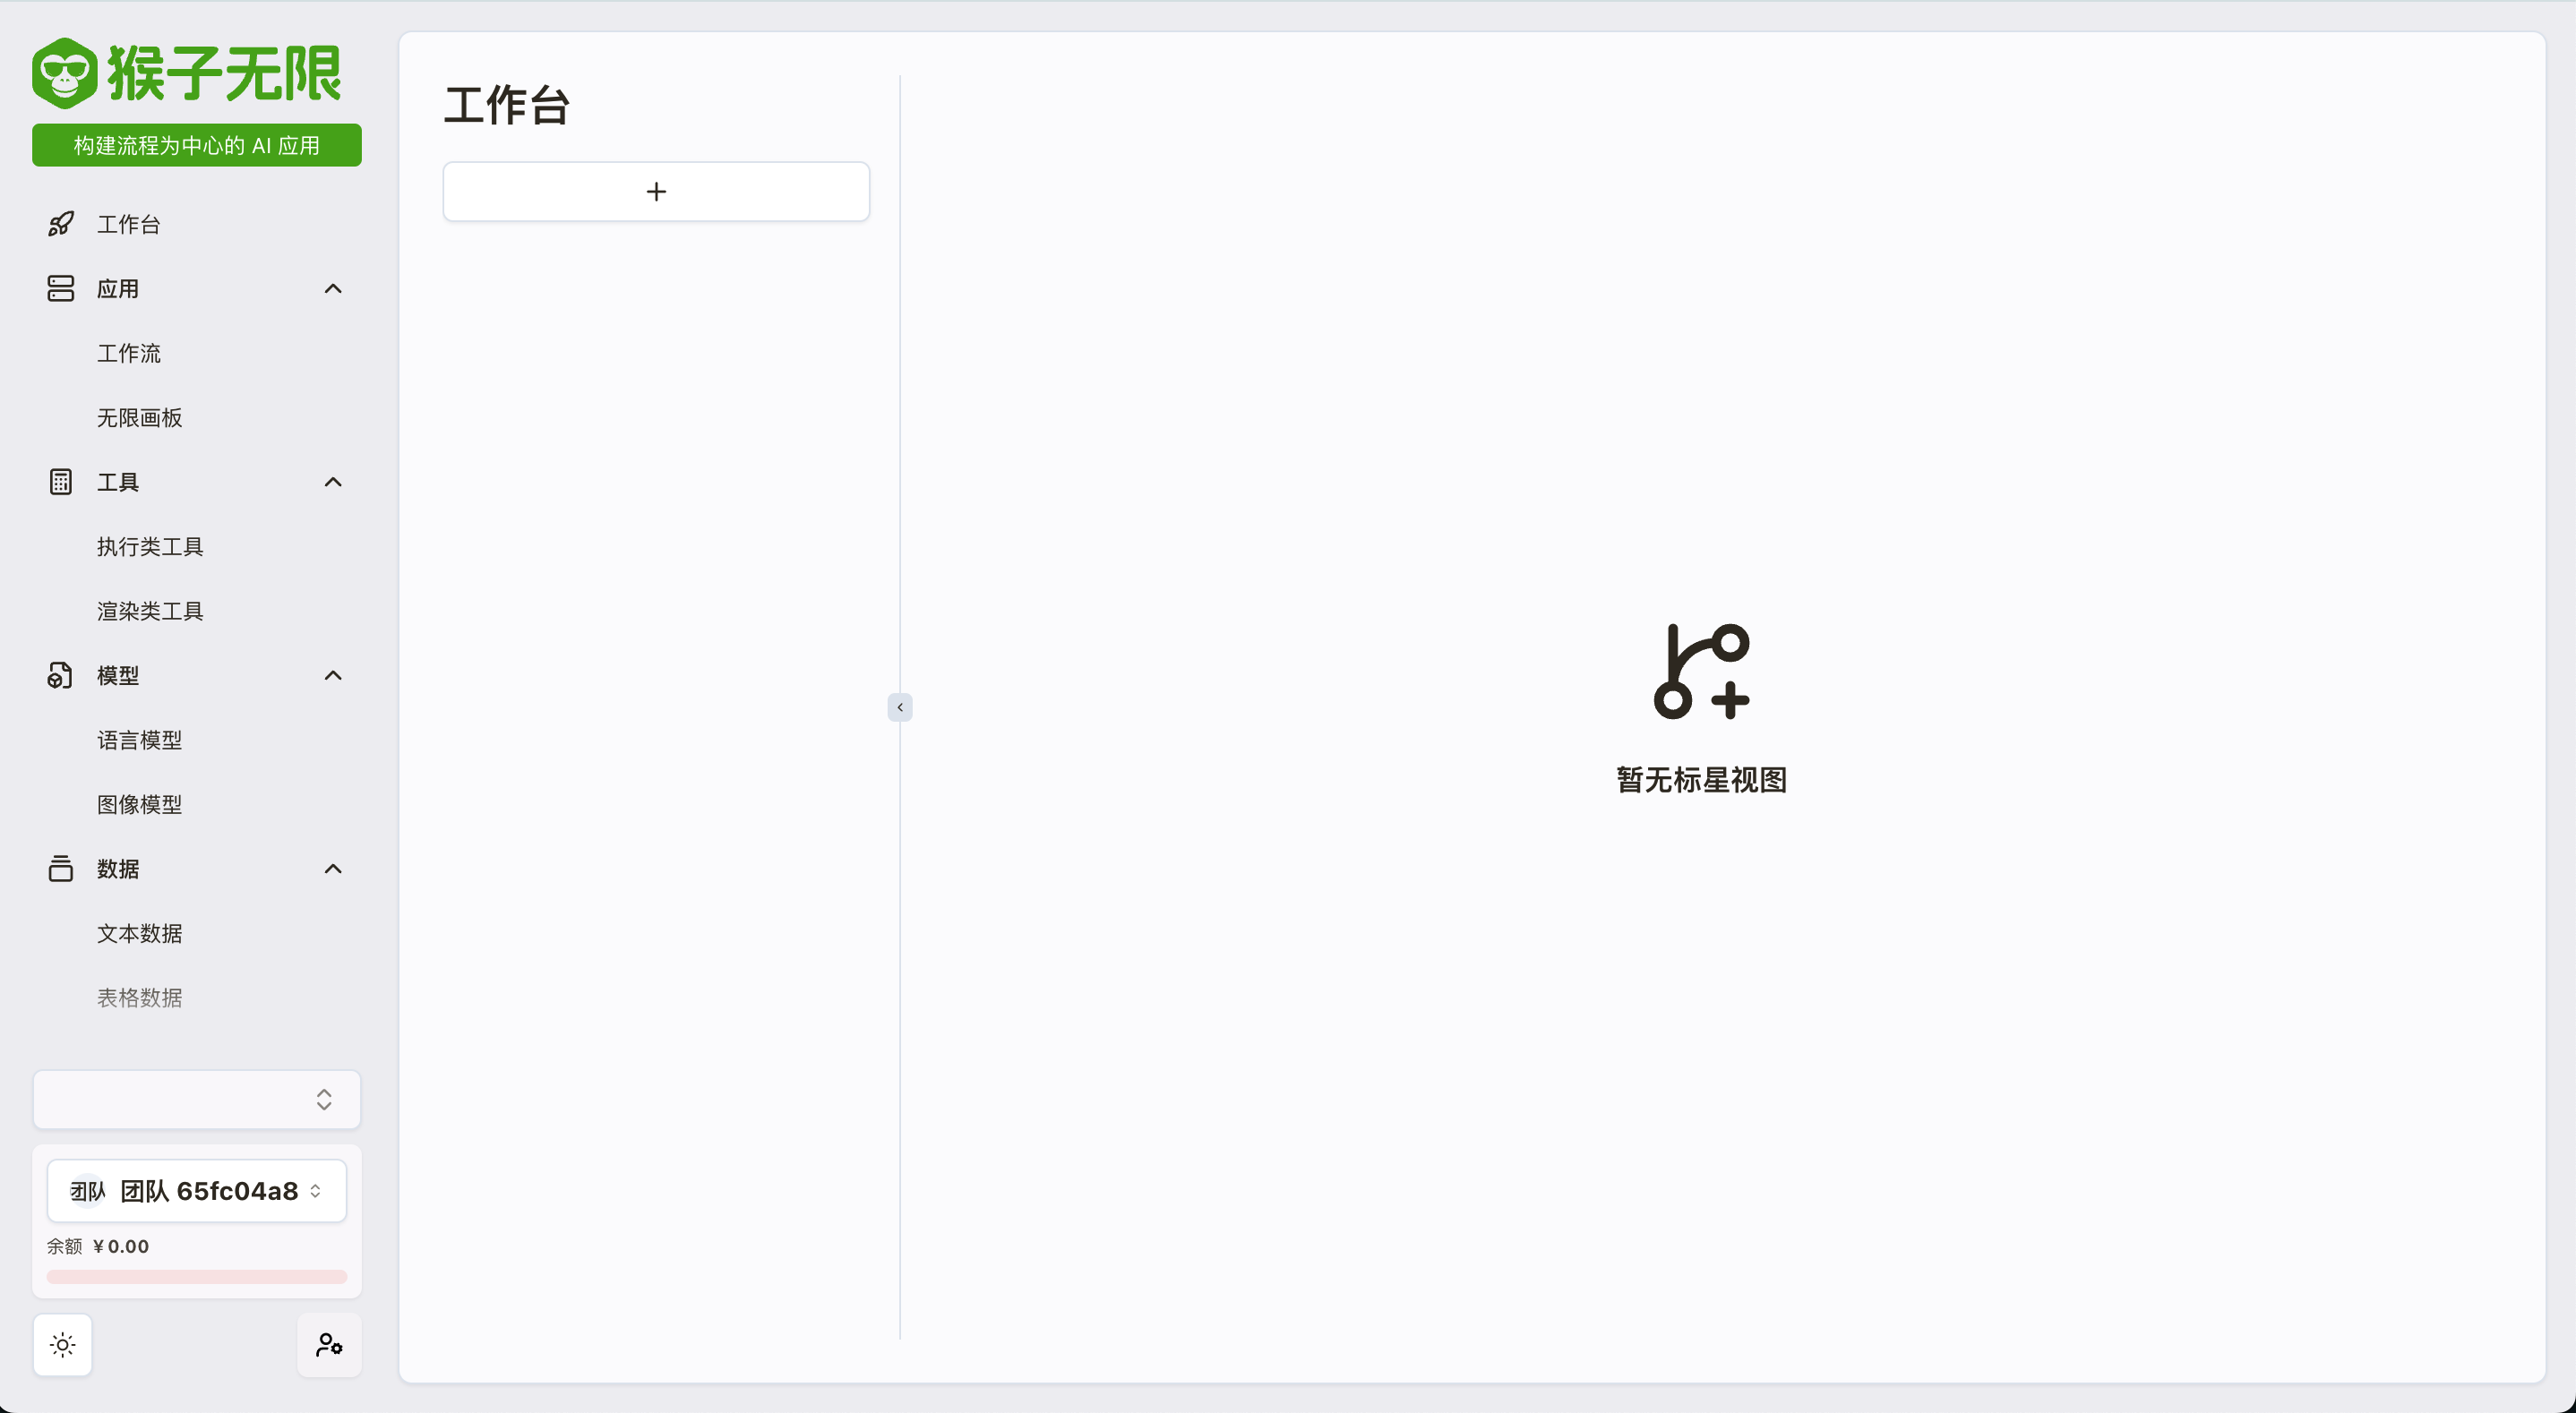 猴子无限
构建流程为中心的 AI 应用
工作台
应用
工作流
无限画板
工具
执行类工具
渲染类工具
模型
语言模型
图像模型
数据
文本数据
表格数据
团队 团队 65fc04a8
余额 ¥0.00
工作台
暂无标星视图